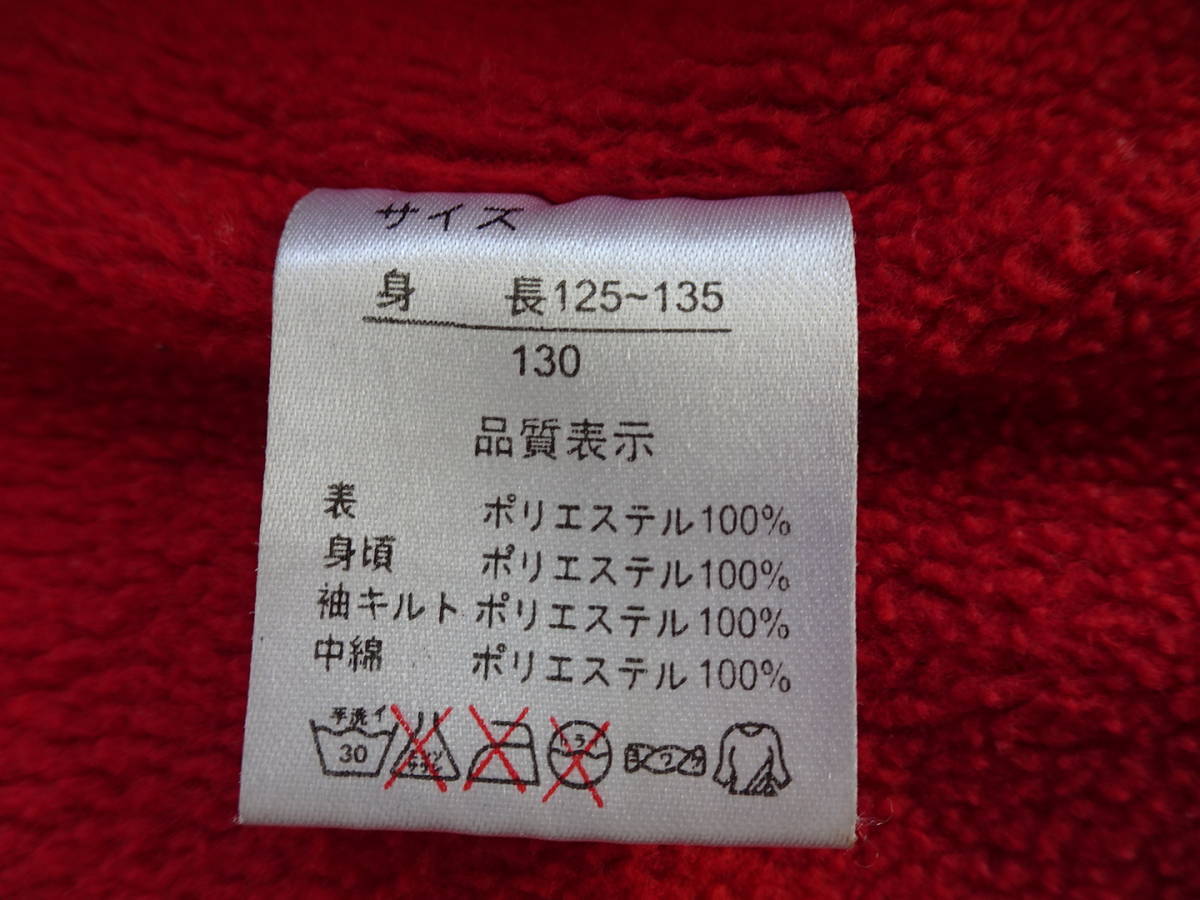 サイズ
身 長125~135
130
品質表示
表 ポリエステル100%
身頃 ポリエステル100%
袖キルト ポリエステル100%
中綿 ポリエステル100%
手洗イ
30
ドライ